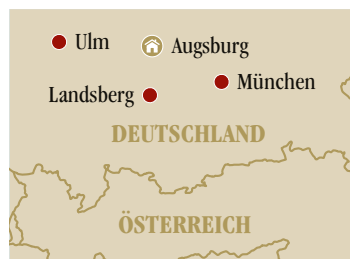 Ulm
Augsburg
München
Landsberg
DEUTSCHLAND
ÖSTERREICH